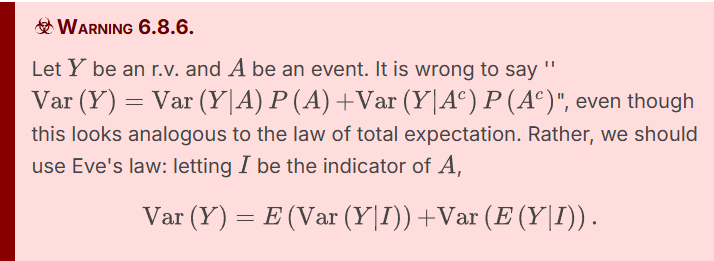 ☣ WARNING 6.8.6.
Let Y be an r.v. and A be an event. It is wrong to say ''
Var (Y) = Var (Y|A) P (A) +Var (Y|Aᶜ) P (Aᶜ)", even though
this looks analogous to the law of total expectation. Rather, we should
use Eve's law: letting I be the indicator of A,
Var (Y) = E (Var (Y|I)) +Var (E (Y|I)) .